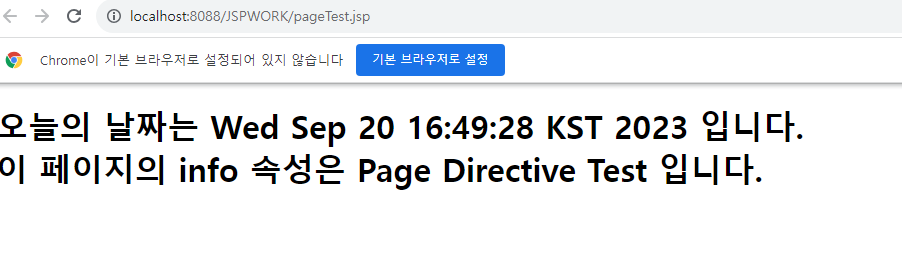 localhost:8088/JSPWORK/pageTest.jsp
Chrome이 기본 브라우저로 설정되어 있지 않습니다 기본 브라우저로 설정
오늘의 날짜는 Wed Sep 20 16:49:28 KST 2023 입니다.
이 페이지의 info 속성은 Page Directive Test 입니다.